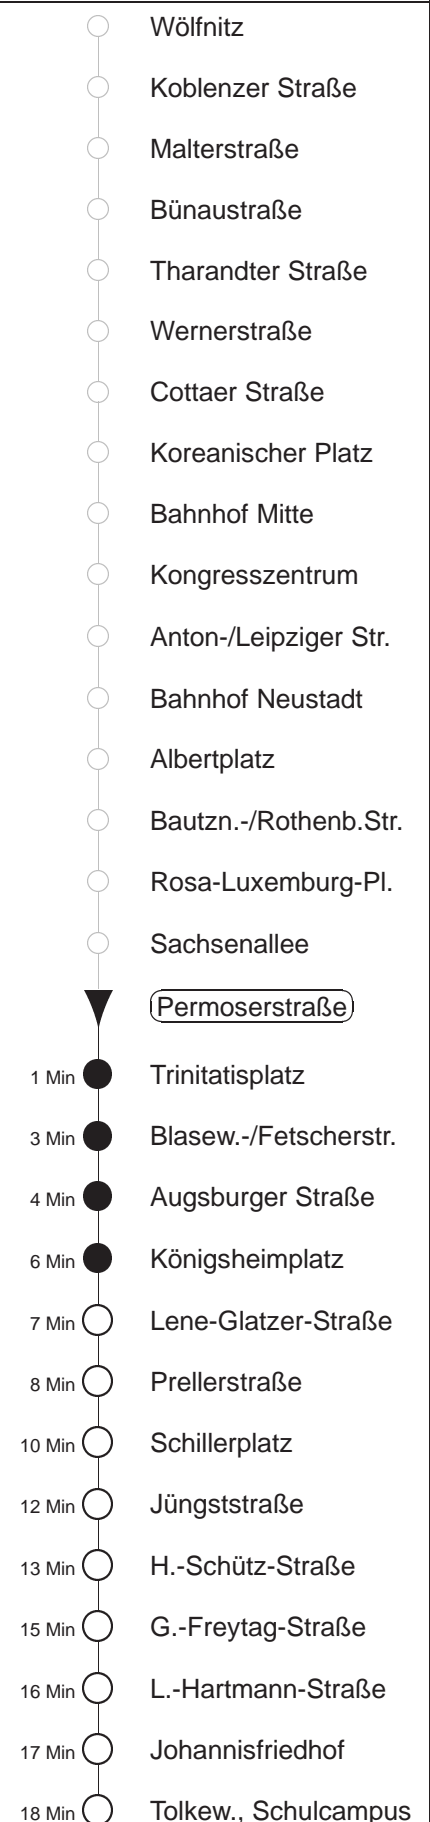 Wölfnitz
Koblenzer Straße
Malterstraße
Bünaustraße
Tharandter Straße
Wernerstraße
Cottaer Straße
Koreanischer Platz
Bahnhof Mitte
Kongresszentrum
Anton-/Leipziger Str.
Bahnhof Neustadt
Albertplatz
Bautzn.-/Rothenb.Str.
Rosa-Luxemburg-Pl.
Sachsenallee
Permoserstraße
1 Min Trinitatisplatz
3 Min Blasew.-/Fetscherstr.
4 Min Augsburger Straße
6 Min Königsheimplatz
7 Min Lene-Glatzer-Straße
8 Min Prellerstraße
10 Min Schillerplatz
12 Min Jüngststraße
13 Min H.-Schütz-Straße
15 Min G.-Freytag-Straße
16 Min L.-Hartmann-Straße
17 Min Johannisfriedhof
18 Min Tolkew., Schulcampus